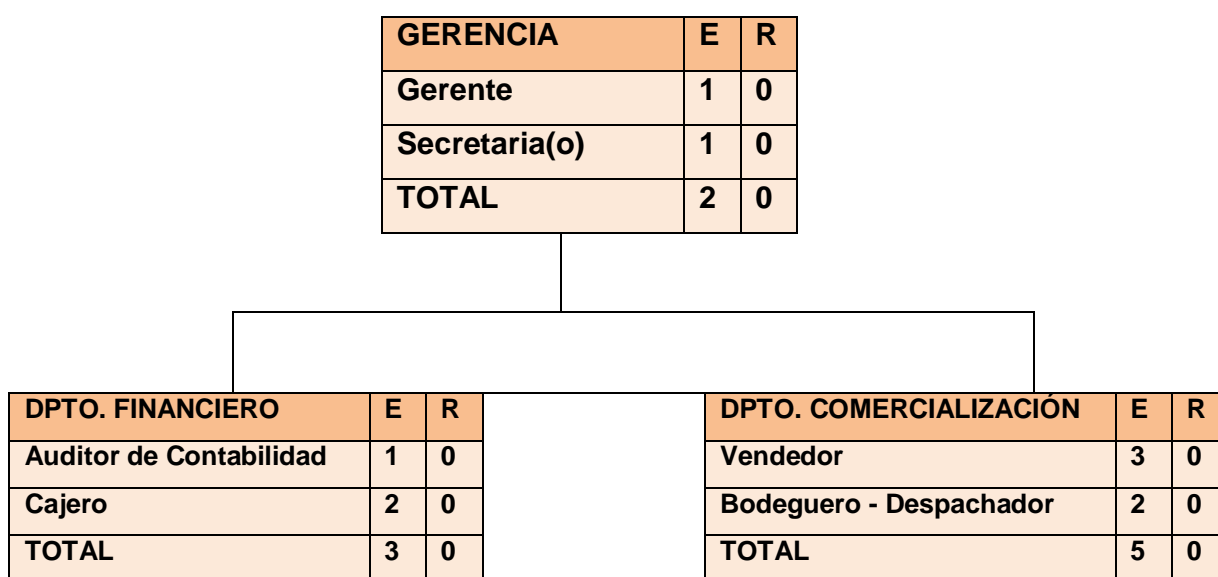 GERENCIA E R
Gerente 1 0
Secretaria(o) 1 0
TOTAL 2 0
DPTO. FINANCIERO E R
Auditor de Contabilidad 1 0
Cajero 2 0
TOTAL 3 0
DPTO. COMERCIALIZACIÓN E R
Vendedor 3 0
Bodeguero - Despachador 2 0
TOTAL 5 0